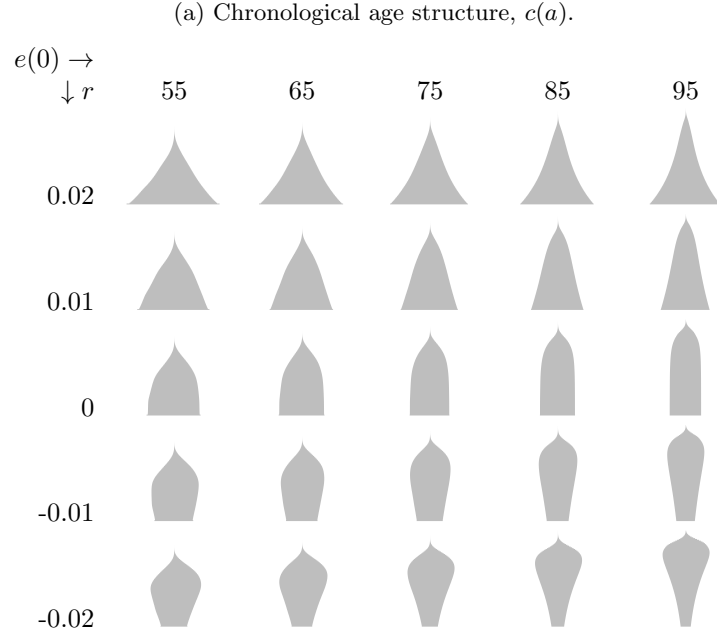 (a) Chronological age structure, c(a).
e(0) →
↓ r 55 65 75 85 95
0.02
0.01
0
-0.01
-0.02